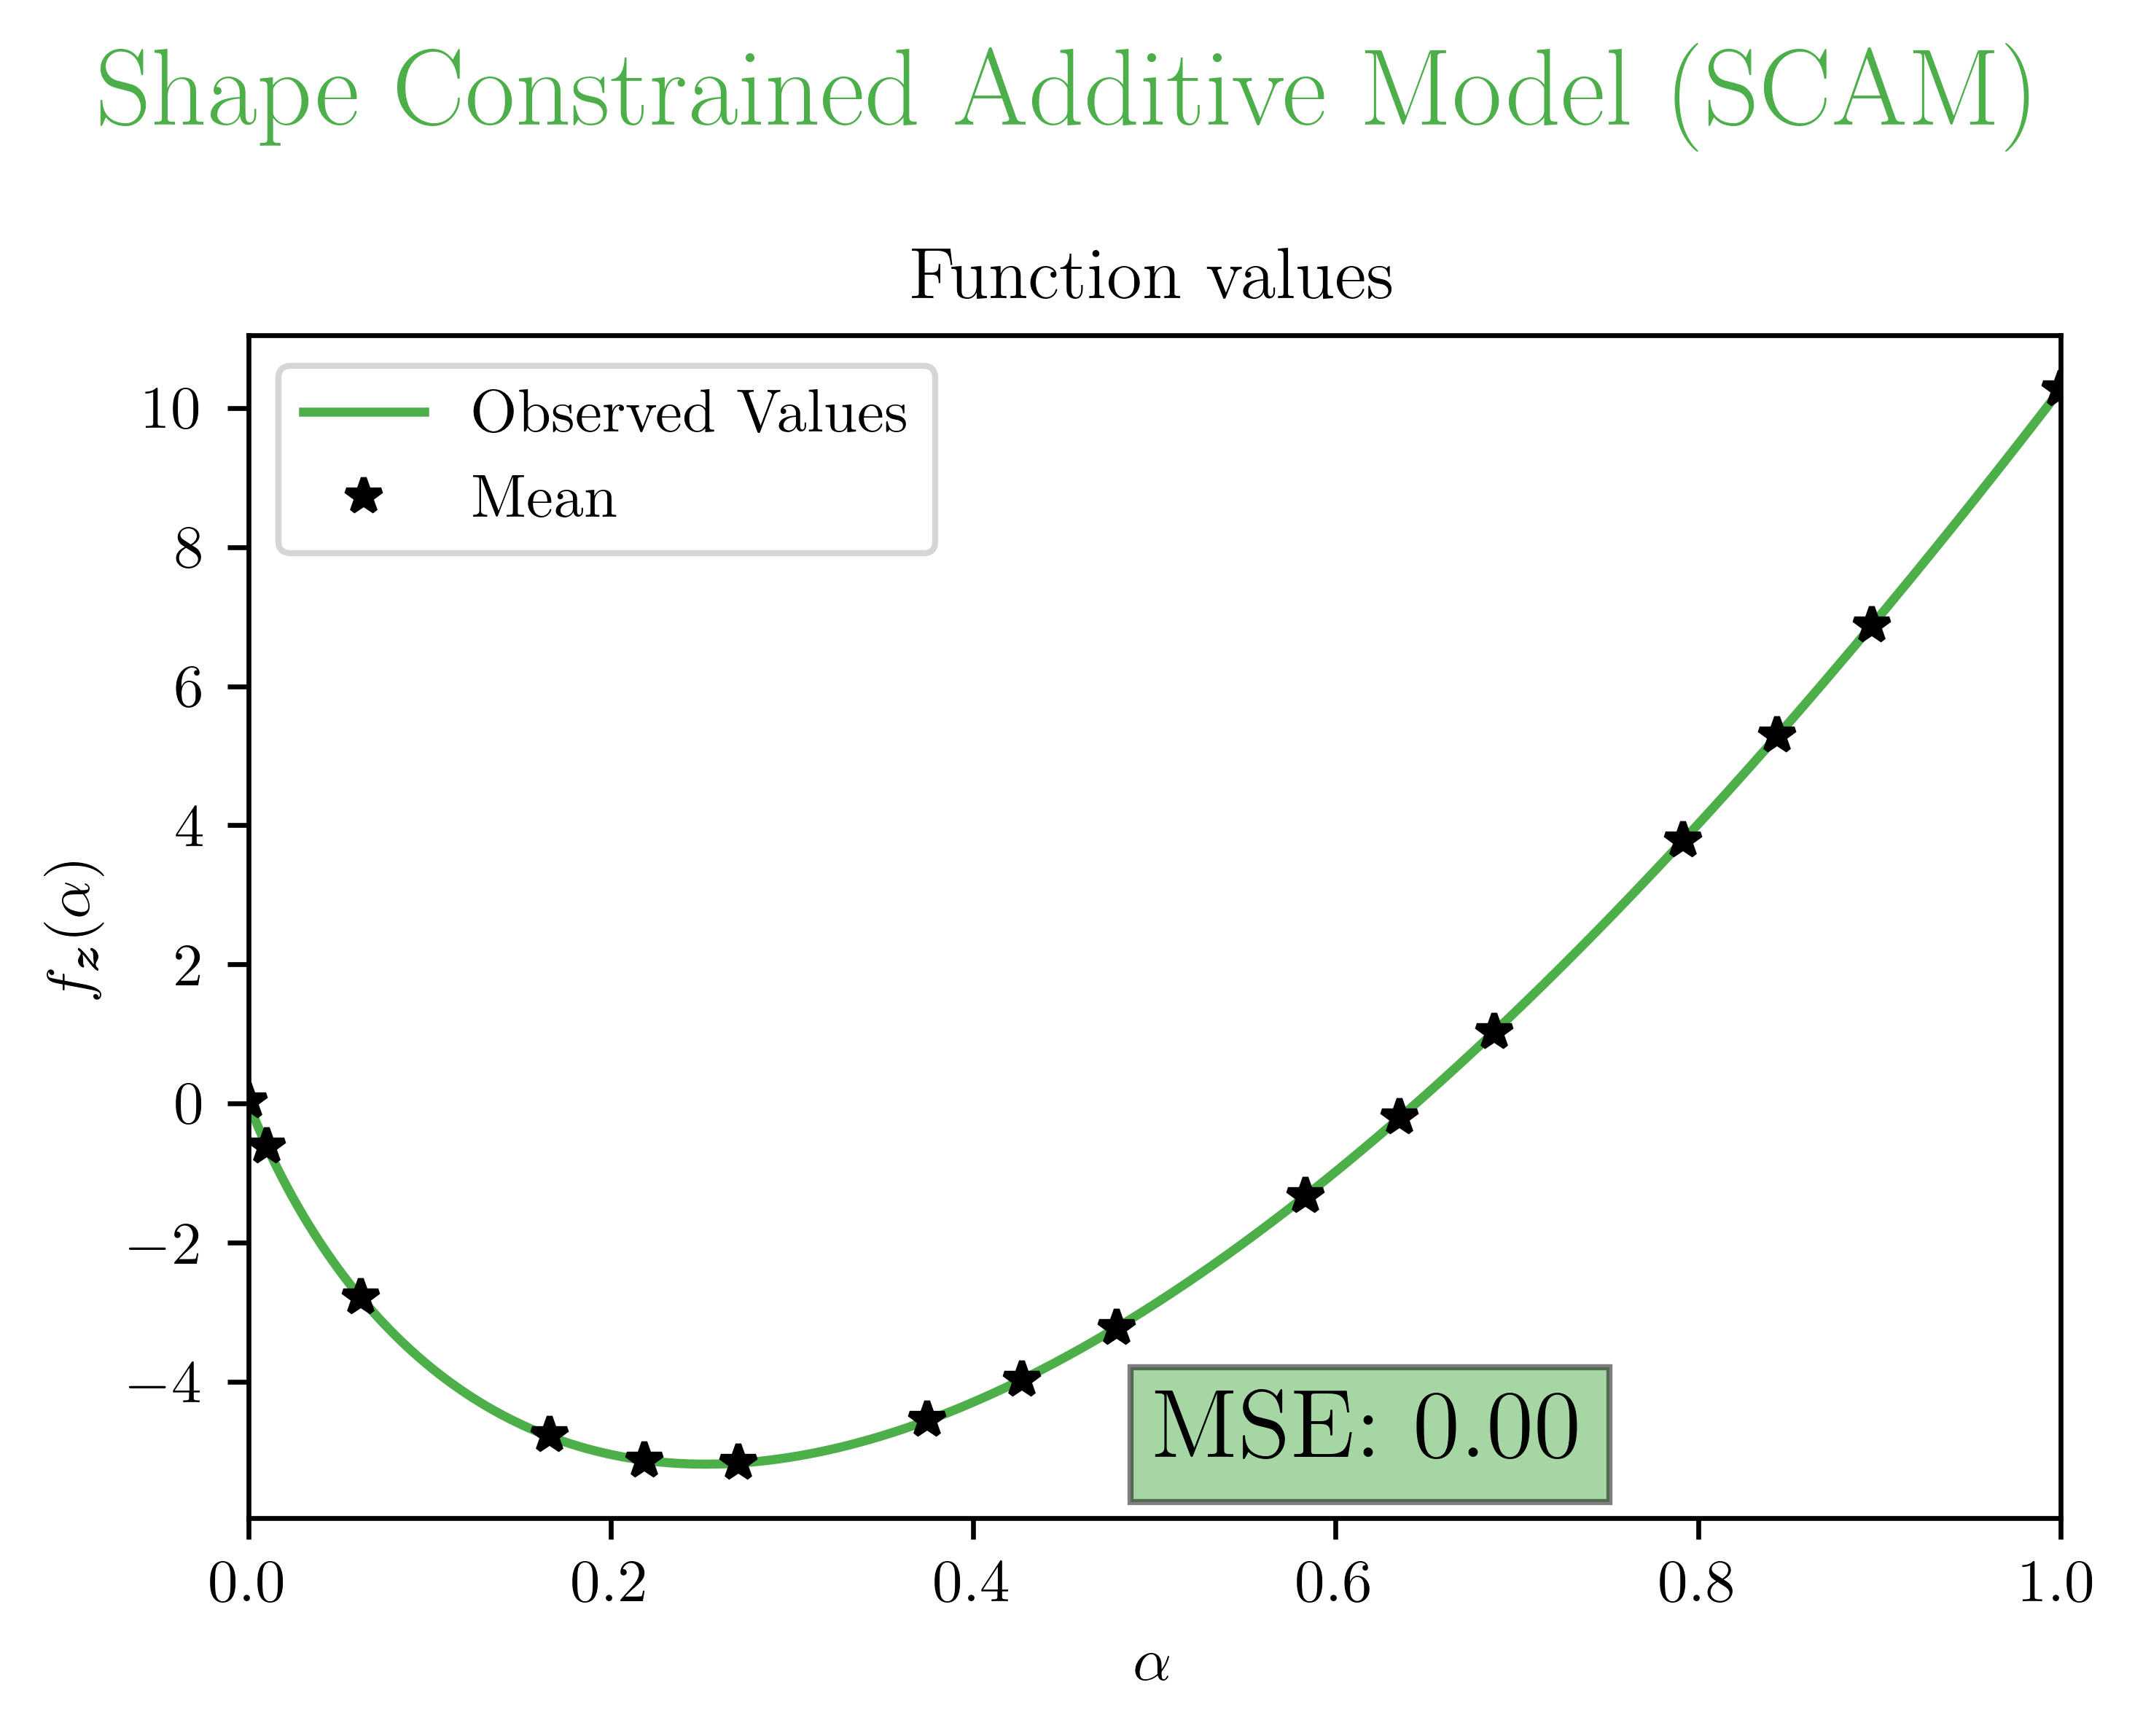 Shape Constrained Additive Model (SCAM)
Function values
Observed Values
Mean
10
8
6
4
2
0
−2
−4
f_z(α)
MSE: 0.00
0.0 0.2 0.4 0.6 0.8 1.0
α